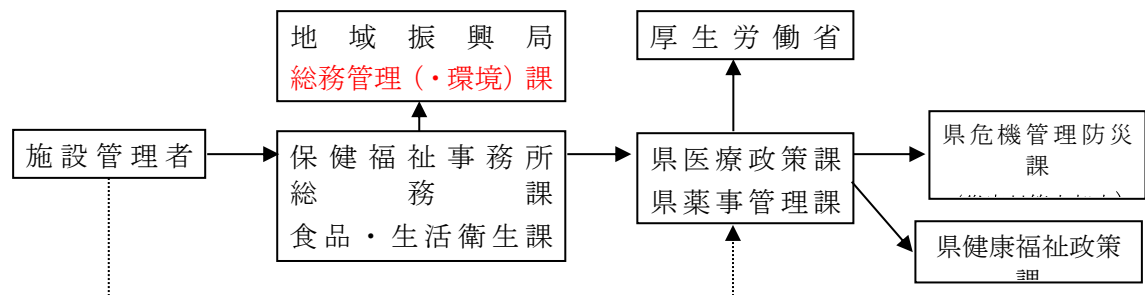 地域振興局
総務管理（・環境）課
厚生労働省
施設管理者
保健福祉事務所
総務課
食品・生活衛生課
県医療政策課
県薬事管理課
県危機管理防災
課
県健康福祉政策
課